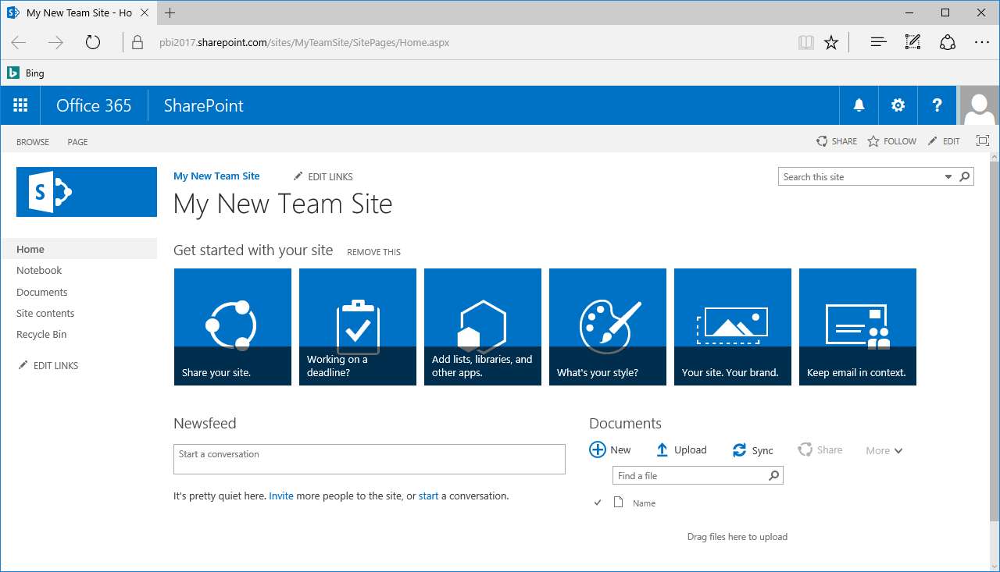 My New Team Site - Ho
pbi2017.sharepoint.com/sites/MyTeamSite/SitePages/Home.aspx
Bing
Office 365 SharePoint ?
BROWSE PAGE SHARE FOLLOW EDIT
S
My New Team Site EDIT LINKS
Search this site
My New Team Site
Home
Notebook
Documents
Site contents
Recycle Bin
EDIT LINKS
Get started with your site REMOVE THIS
Share your site.
Working on a
deadline?
Add lists, libraries, and
other apps.
What's your style?
Your site. Your brand.
Keep email in context.
Newsfeed
Start a conversation
It's pretty quiet here. Invite more people to the site, or start a conversation.
Documents
New Upload Sync Share More
Find a file
Name
Drag files here to upload